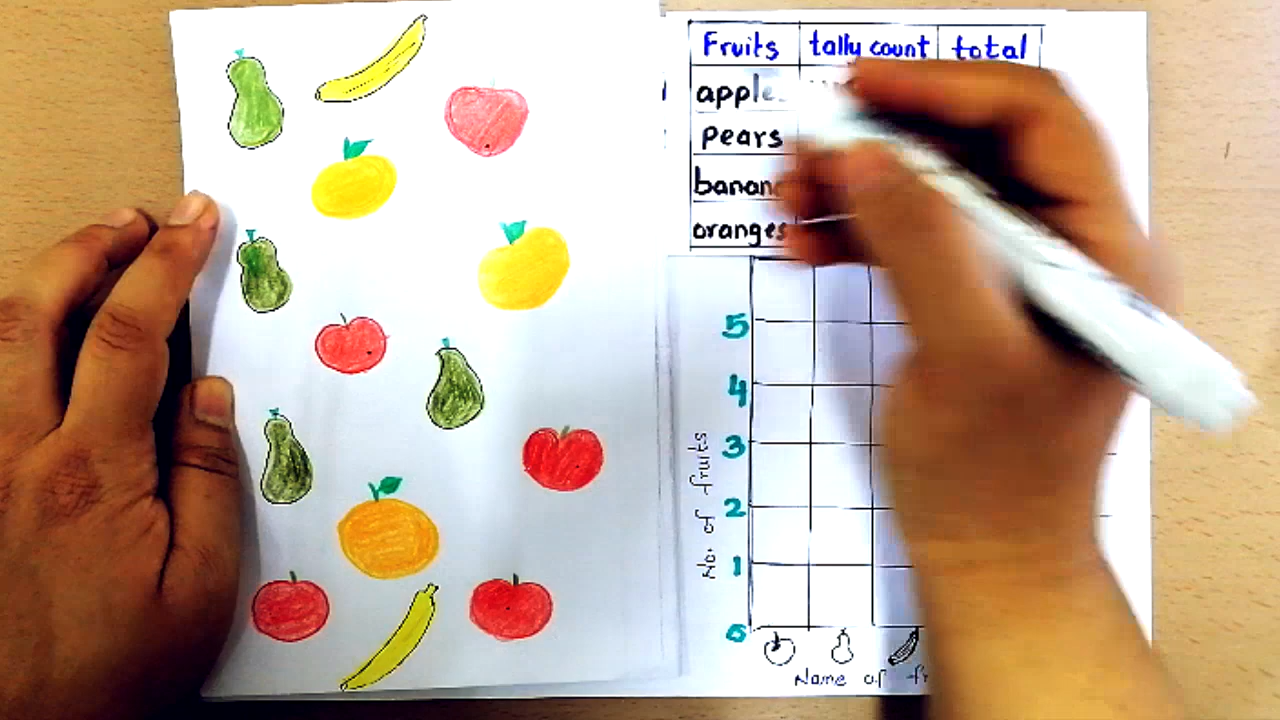 Fruits tally count total
apple
pears
banan
oranges
5
4
3
2
1
0
No. of fruits
Name of fr